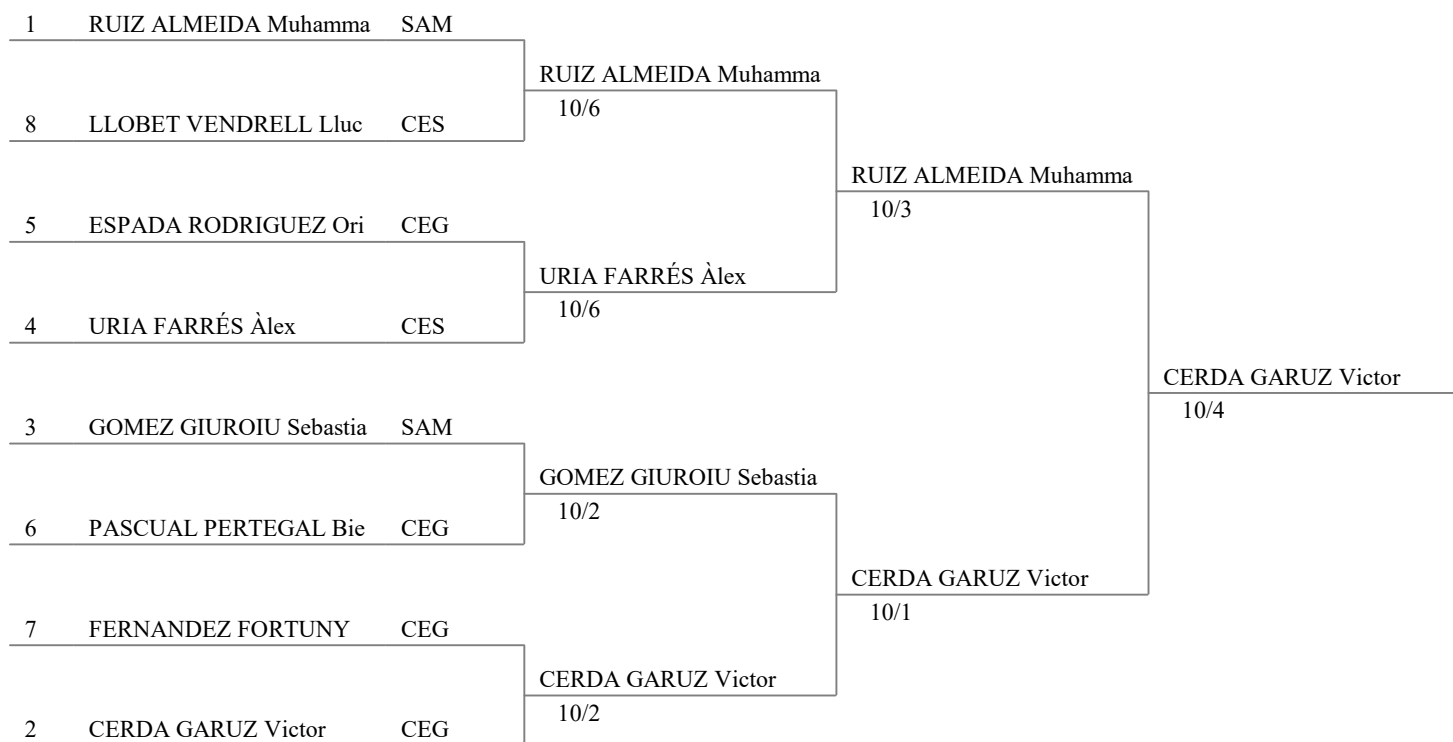 1 RUIZ ALMEIDA Muhamma SAM
RUIZ ALMEIDA Muhamma
10/6
8 LLOBET VENDRELL Lluc CES
RUIZ ALMEIDA Muhamma
10/3
5 ESPADA RODRIGUEZ Ori CEG
URIA FARRÉS Àlex
10/6
4 URIA FARRÉS Àlex CES
CERDA GARUZ Victor
10/4
3 GOMEZ GIUROIU Sebastia SAM
GOMEZ GIUROIU Sebastia
10/2
6 PASCUAL PERTEGAL Bie CEG
CERDA GARUZ Victor
10/1
7 FERNANDEZ FORTUNY CEG
CERDA GARUZ Victor
10/2
2 CERDA GARUZ Victor CEG